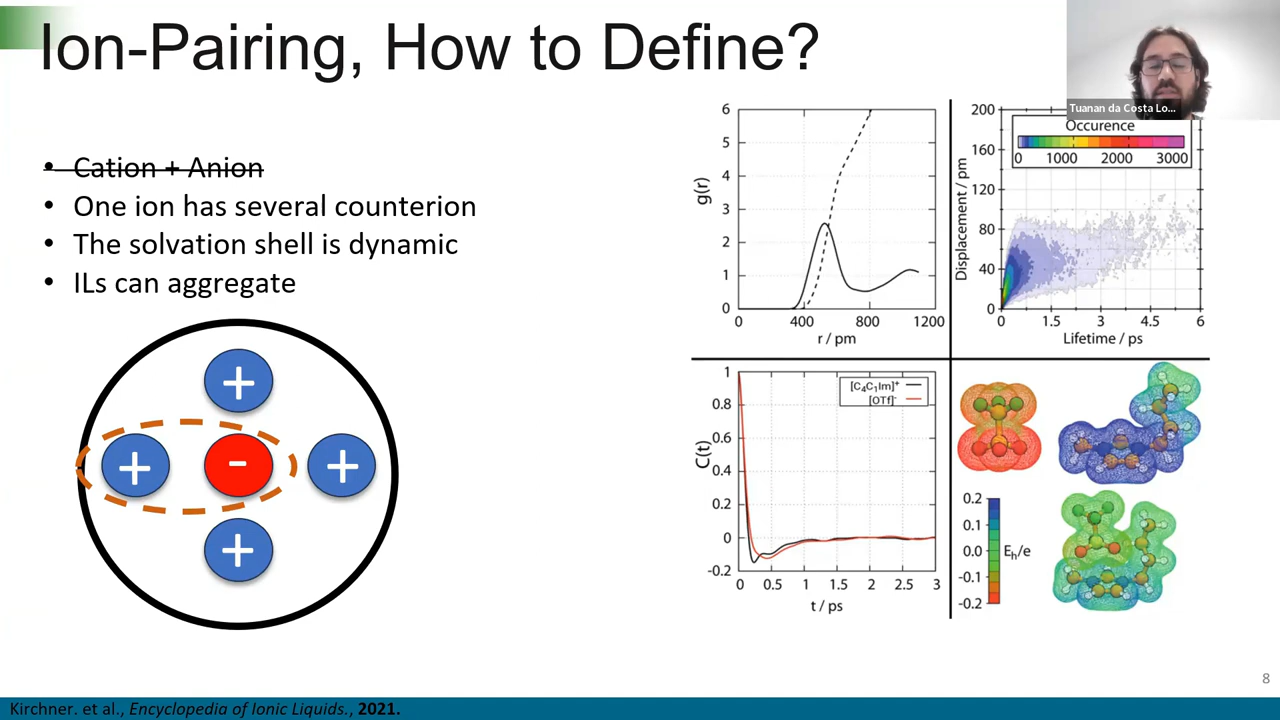 Ion-Pairing, How to Define?
Tuanan da Costa Lo...
• Cation + Anion
• One ion has several counterion
• The solvation shell is dynamic
• ILs can aggregate
+
+
-
+
+
g(r)
6
5
4
3
2
1
0
0 400 800 1200
r / pm
Displacement / pm
200
160
120
80
40
0
Occurence
0 1000 2000 3000
0 1.5 3 4.5 6
Lifetime / ps
C(t)
1
0.8
0.6
0.4
0.2
0
-0.2
[C₄C₁Im]⁺
[OTf]⁻
0 0.5 1 1.5 2 2.5 3
t / ps
0.2
0.1
0.0
-0.1
-0.2
Eₕ/e
8
Kirchner. et al., Encyclopedia of Ionic Liquids., 2021.